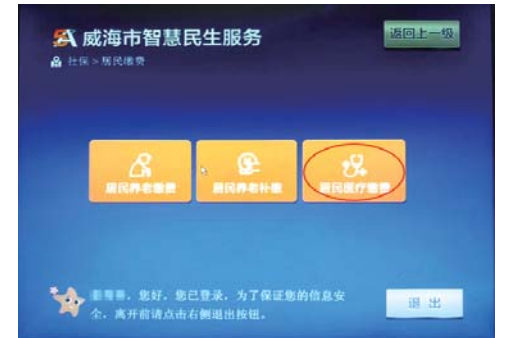 威海市智慧民生服务
返回上一级
社保 > 居民缴费
居民养老缴费
居民养老补缴
居民医疗缴费
，您好，您已登录，为了保证您的信息安
全，离开前请点击右侧退出按钮。
退 出